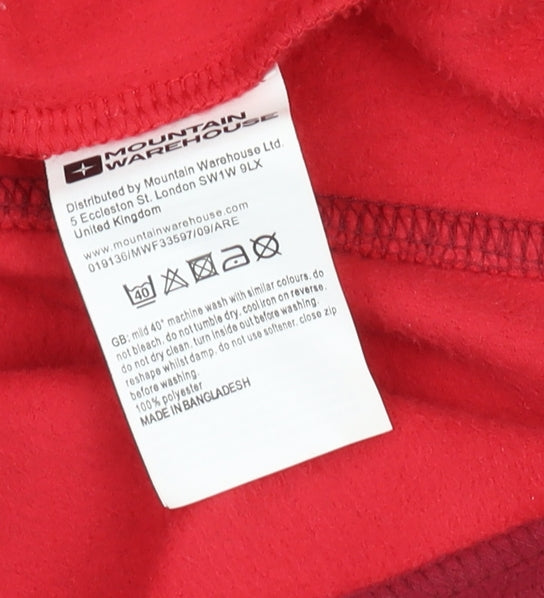 MOUNTAIN
WAREHOUSE
Distributed by Mountain Warehouse Ltd.
5 Eccleston St. London SW1W 9LX
United Kingdom
www.mountainwarehouse.com
019136/MWF33597/09/ARE
40
GB: mild 40° machine wash with similar colours. do
not bleach. do not tumble dry. cool iron on reverse.
do not dry clean. turn inside out before washing.
reshape whilst damp. do not use softener. close zip
before washing.
100% polyester
MADE IN BANGLADESH